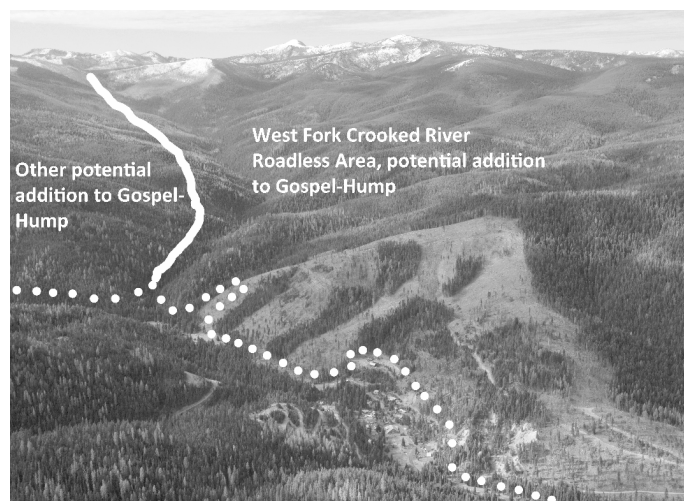 West Fork Crooked River
Roadless Area, potential addition
to Gospel-Hump
Other potential
addition to Gospel-
Hump